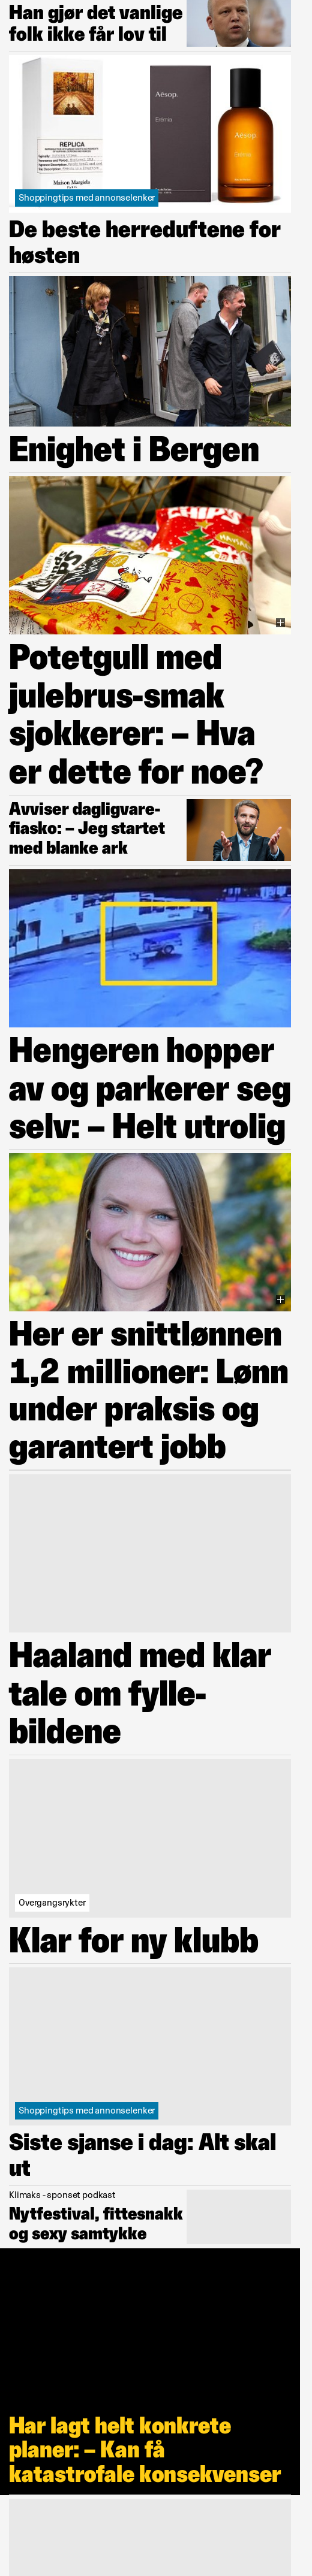 Han gjør det vanlige
folk ikke får lov til
REPLICA
Maison Margiela
PARIS
Aēsop.
Aēsop.
Shoppingtips med annonselenker
De beste herreduftene for
høsten
Enighet i Bergen
CHIPS
Potetgull med
julebrus-smak
sjokkerer: – Hva
er dette for noe?
Avviser dagligvare-
fiasko: – Jeg startet
med blanke ark
Hengeren hopper
av og parkerer seg
selv: – Helt utrolig
Her er snittlønnen
1,2 millioner: Lønn
under praksis og
garantert jobb
Haaland med klar
tale om fylle-
bildene
Overgangsrykter
Klar for ny klubb
Shoppingtips med annonselenker
Siste sjanse i dag: Alt skal
ut
Klimaks - sponset podkast
Nytfestival, fittesnakk
og sexy samtykke
Har lagt helt konkrete
planer: – Kan få
katastrofale konsekvenser